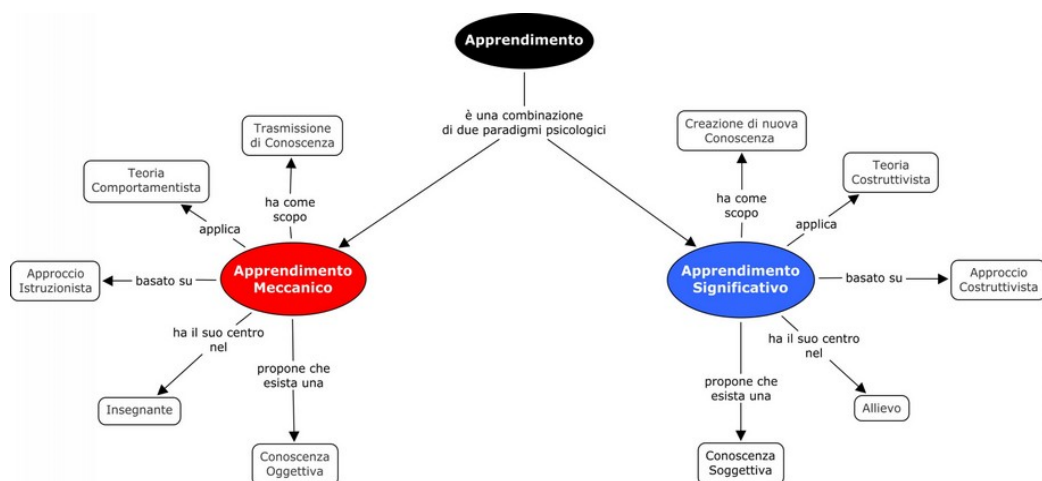 Apprendimento
è una combinazione
di due paradigmi psicologici
Trasmissione
di Conoscenza
Teoria
Comportamentista
ha come
scopo
applica
Apprendimento
Meccanico
Approccio
Istruzionista
basato su
ha il suo centro
nel
Insegnante
propone che
esista una
Conoscenza
Oggettiva
Creazione di nuova
Conoscenza
Teoria
Costruttivista
ha come
scopo
applica
Apprendimento
Significativo
basato su
Approccio
Costruttivista
ha il suo centro
nel
Allievo
propone che
esista una
Conoscenza
Soggettiva